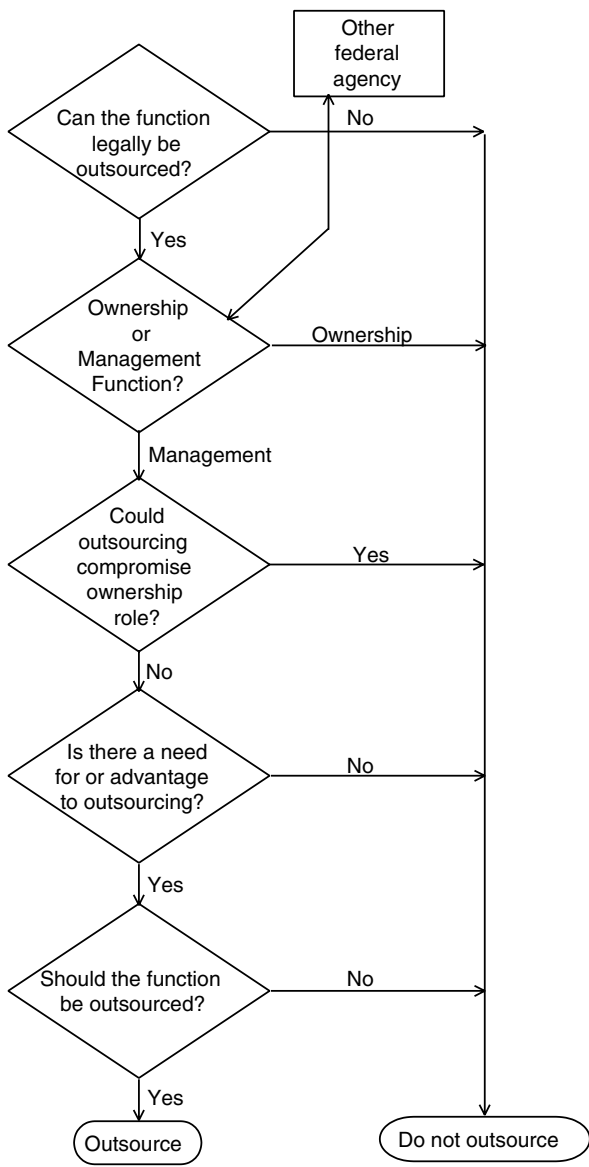 Other
federal
agency
Can the function
legally be
outsourced?
No
Yes
Ownership
or
Management
Function?
Ownership
Management
Could
outsourcing
compromise
ownership
role?
Yes
No
Is there a need
for or advantage
to outsourcing?
No
Yes
Should the function
be outsourced?
No
Yes
Outsource
Do not outsource